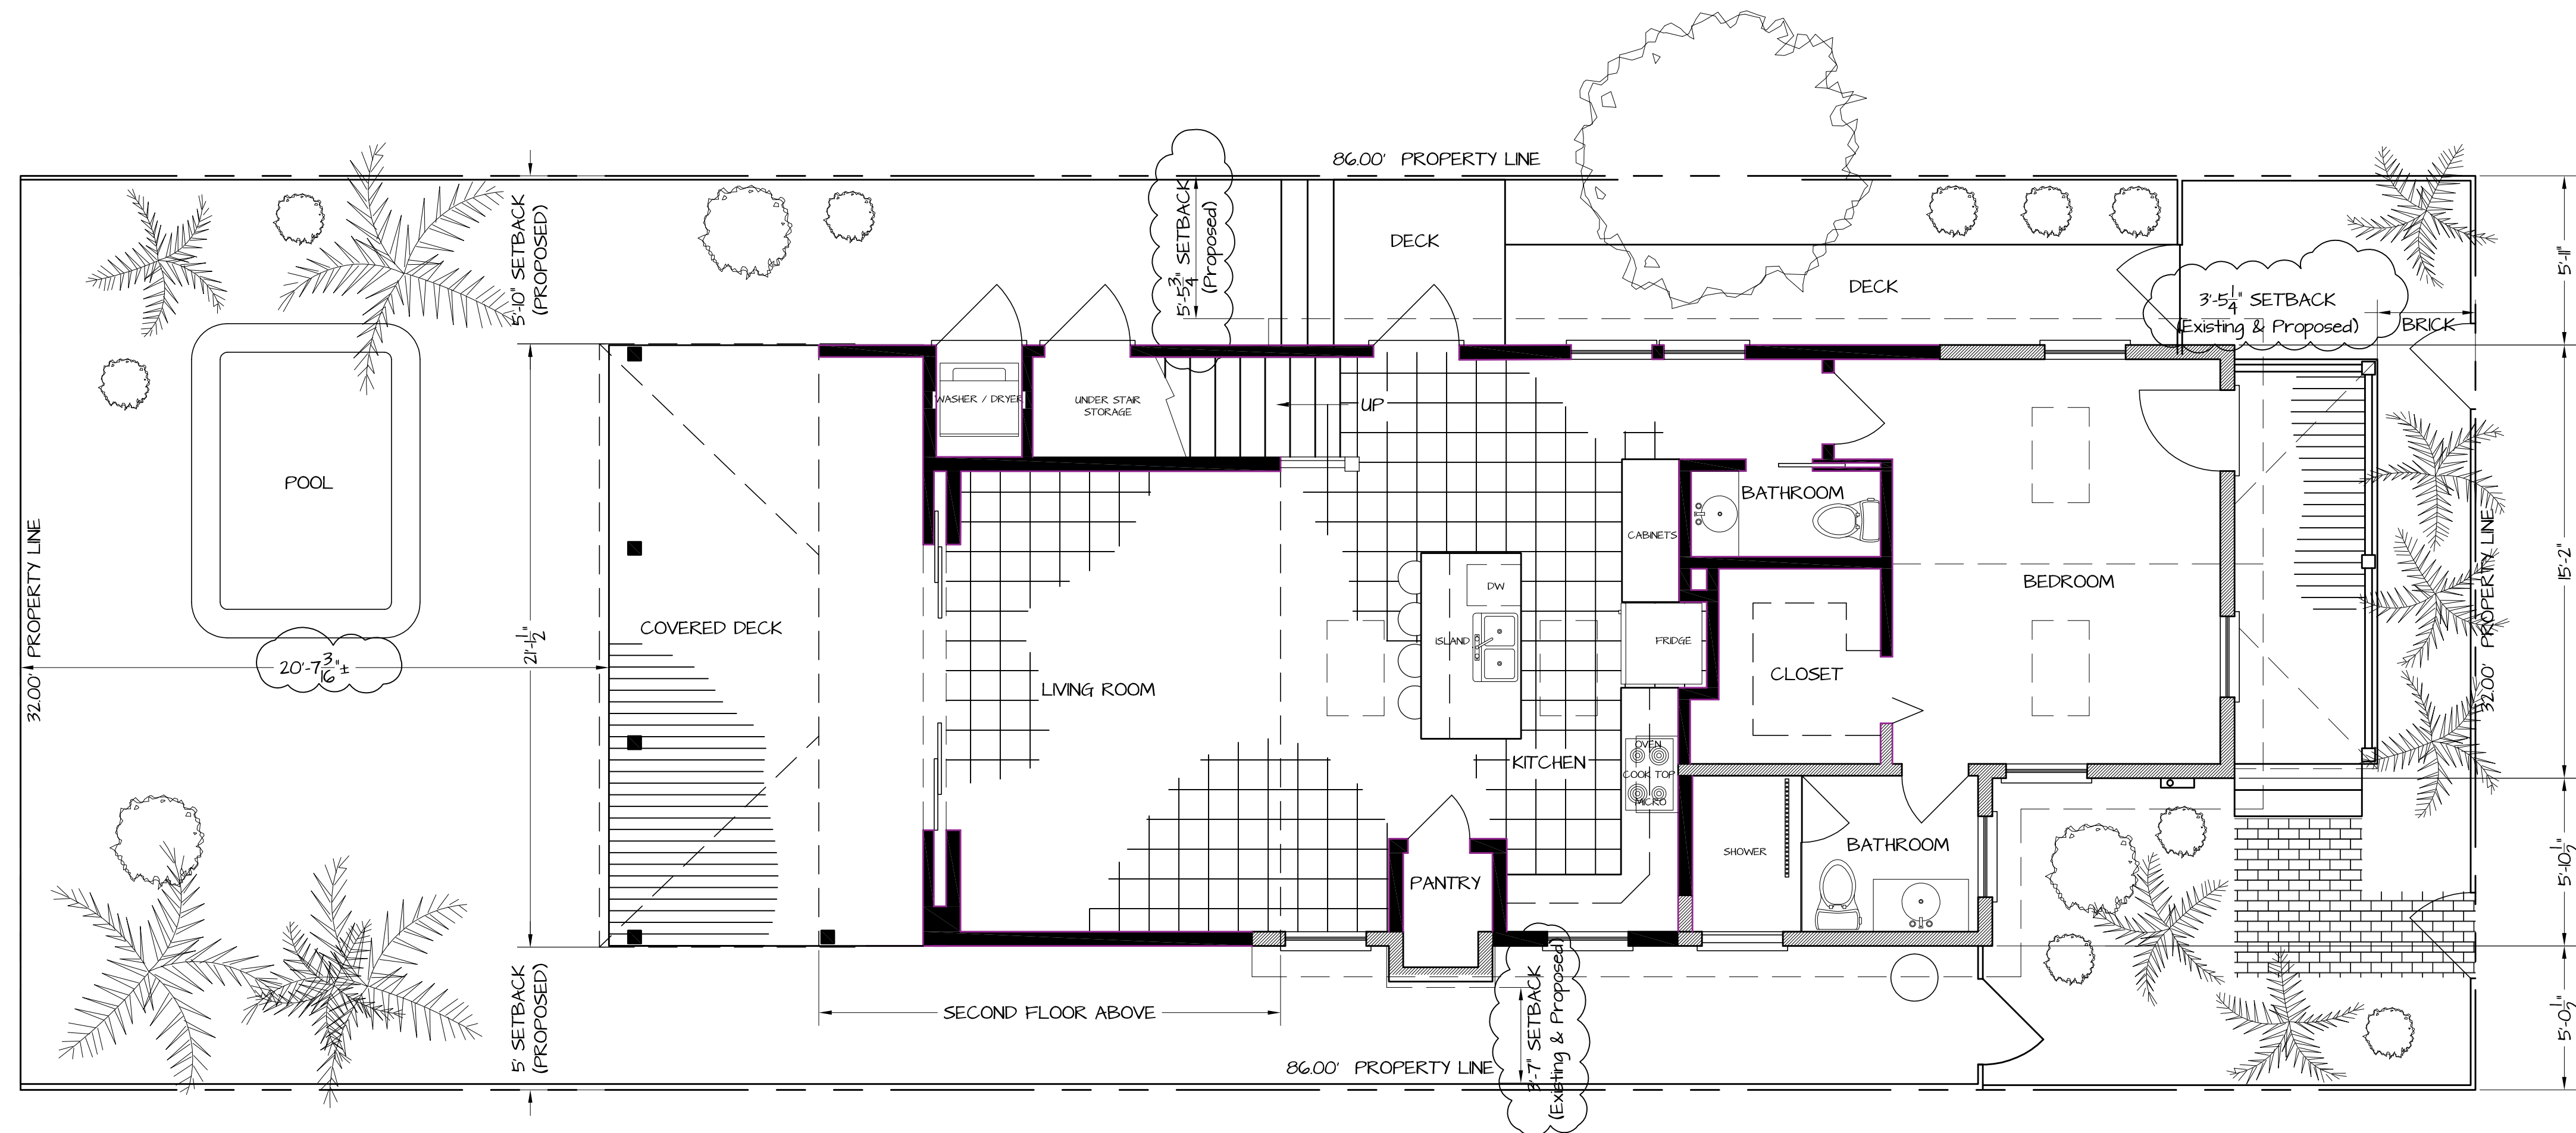 86.00' PROPERTY LINE
5'-10" SETBACK
(PROPOSED)
5'-5 3/4" SETBACK
(Proposed)
DECK
DECK
3'-5 1/4" SETBACK
(Existing & Proposed)
BRICK
5'-11"
WASHER / DRYER
UNDER STAIR
STORAGE
UP
POOL
BATHROOM
CABINETS
BEDROOM
15'-2"
32.00' PROPERTY LINE
32.00' PROPERTY LINE
COVERED DECK
21'-1 1/2"
20'-7 3/16"±
LIVING ROOM
DW
ISLAND
FRIDGE
CLOSET
KITCHEN
OVEN
COOK TOP
MICRO
PANTRY
SHOWER
BATHROOM
5'-10 1/2"
5' SETBACK
(PROPOSED)
SECOND FLOOR ABOVE
3'-7" SETBACK
(Existing & Proposed)
5'-0 1/2"
86.00' PROPERTY LINE